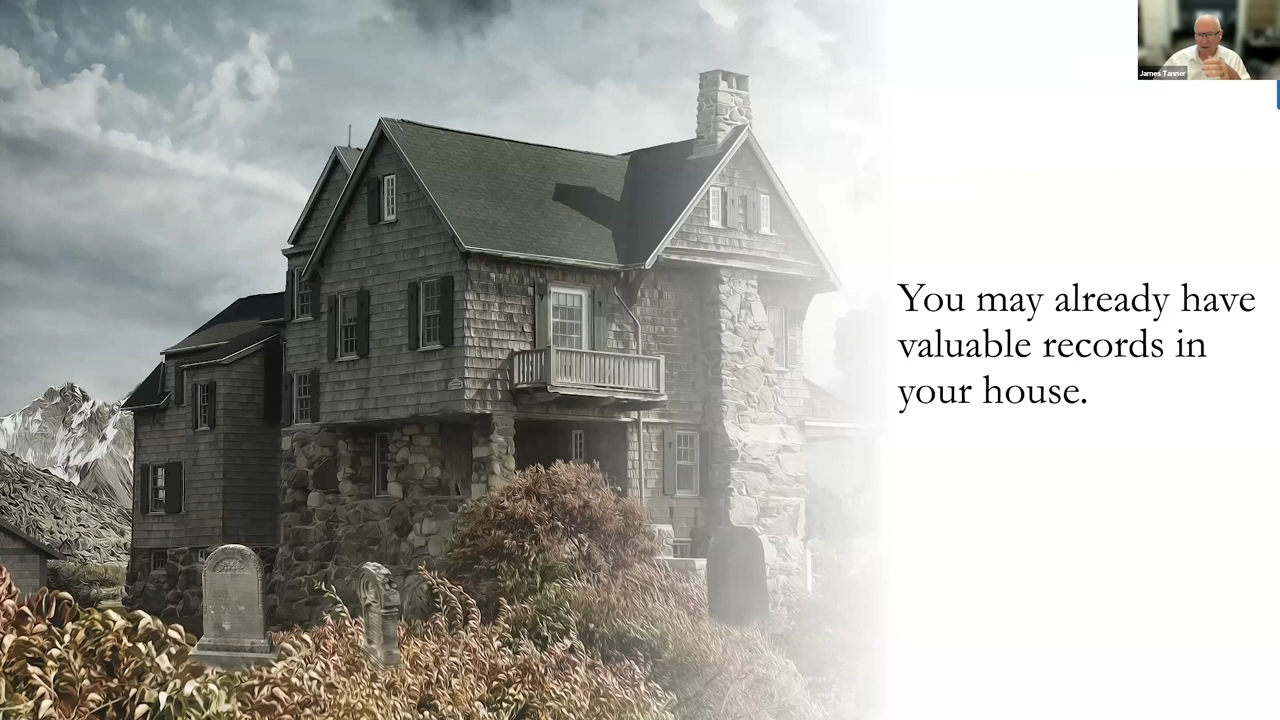 James Tanner
You may already have
valuable records in
your house.